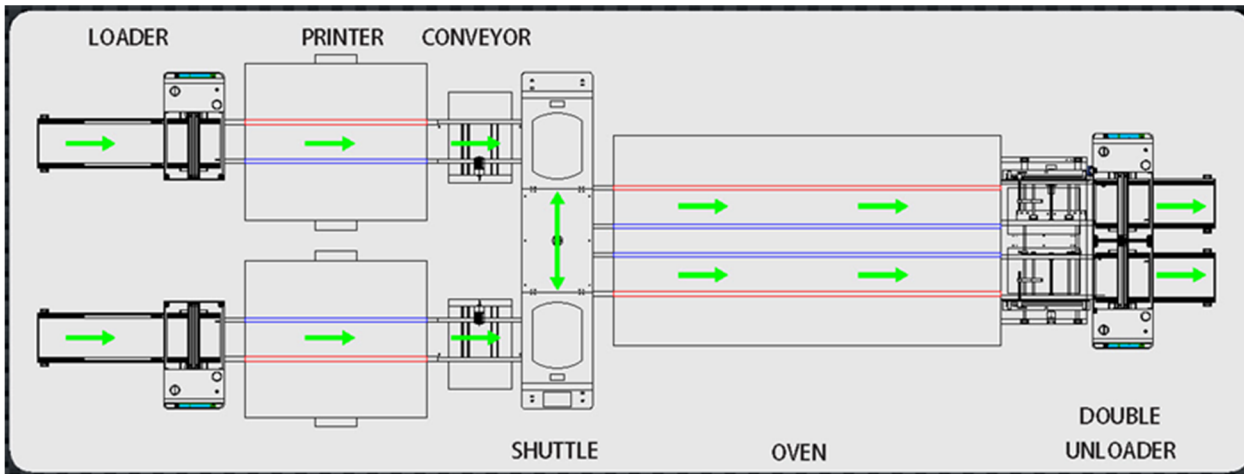 LOADER
PRINTER
CONVEYOR
SHUTTLE
OVEN
DOUBLE
UNLOADER